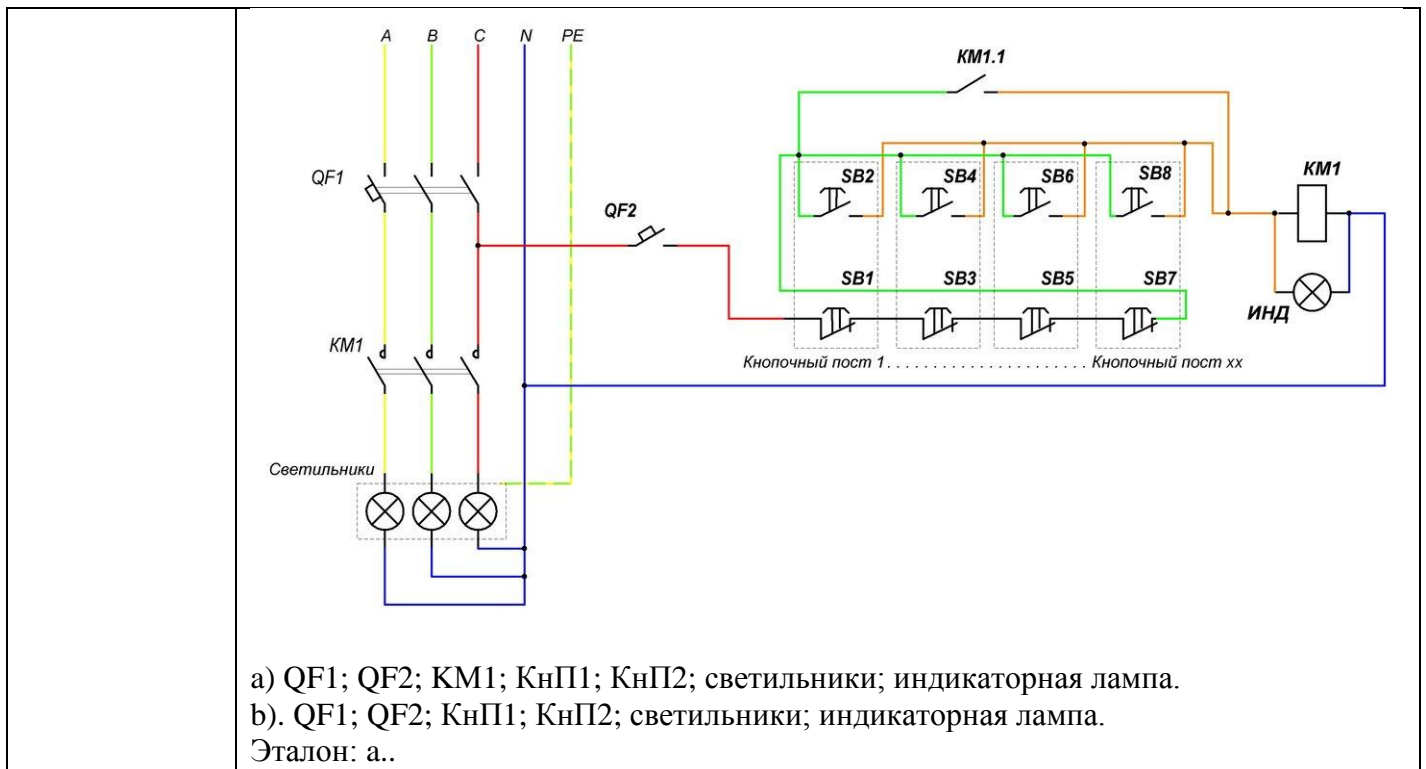 A B C N PE
KM1.1
QF1
SB2 SB4 SB6 SB8 KM1
QF2
SB1 SB3 SB5 SB7
ИНД
KM1
Кнопочный пост 1 . . . . . . . . . . . . . . . . . . . . . . Кнопочный пост хх
Светильники
a) QF1; QF2; KM1; КнП1; КнП2; светильники; индикаторная лампа.
b). QF1; QF2; КнП1; КнП2; светильники; индикаторная лампа.
Эталон: а..